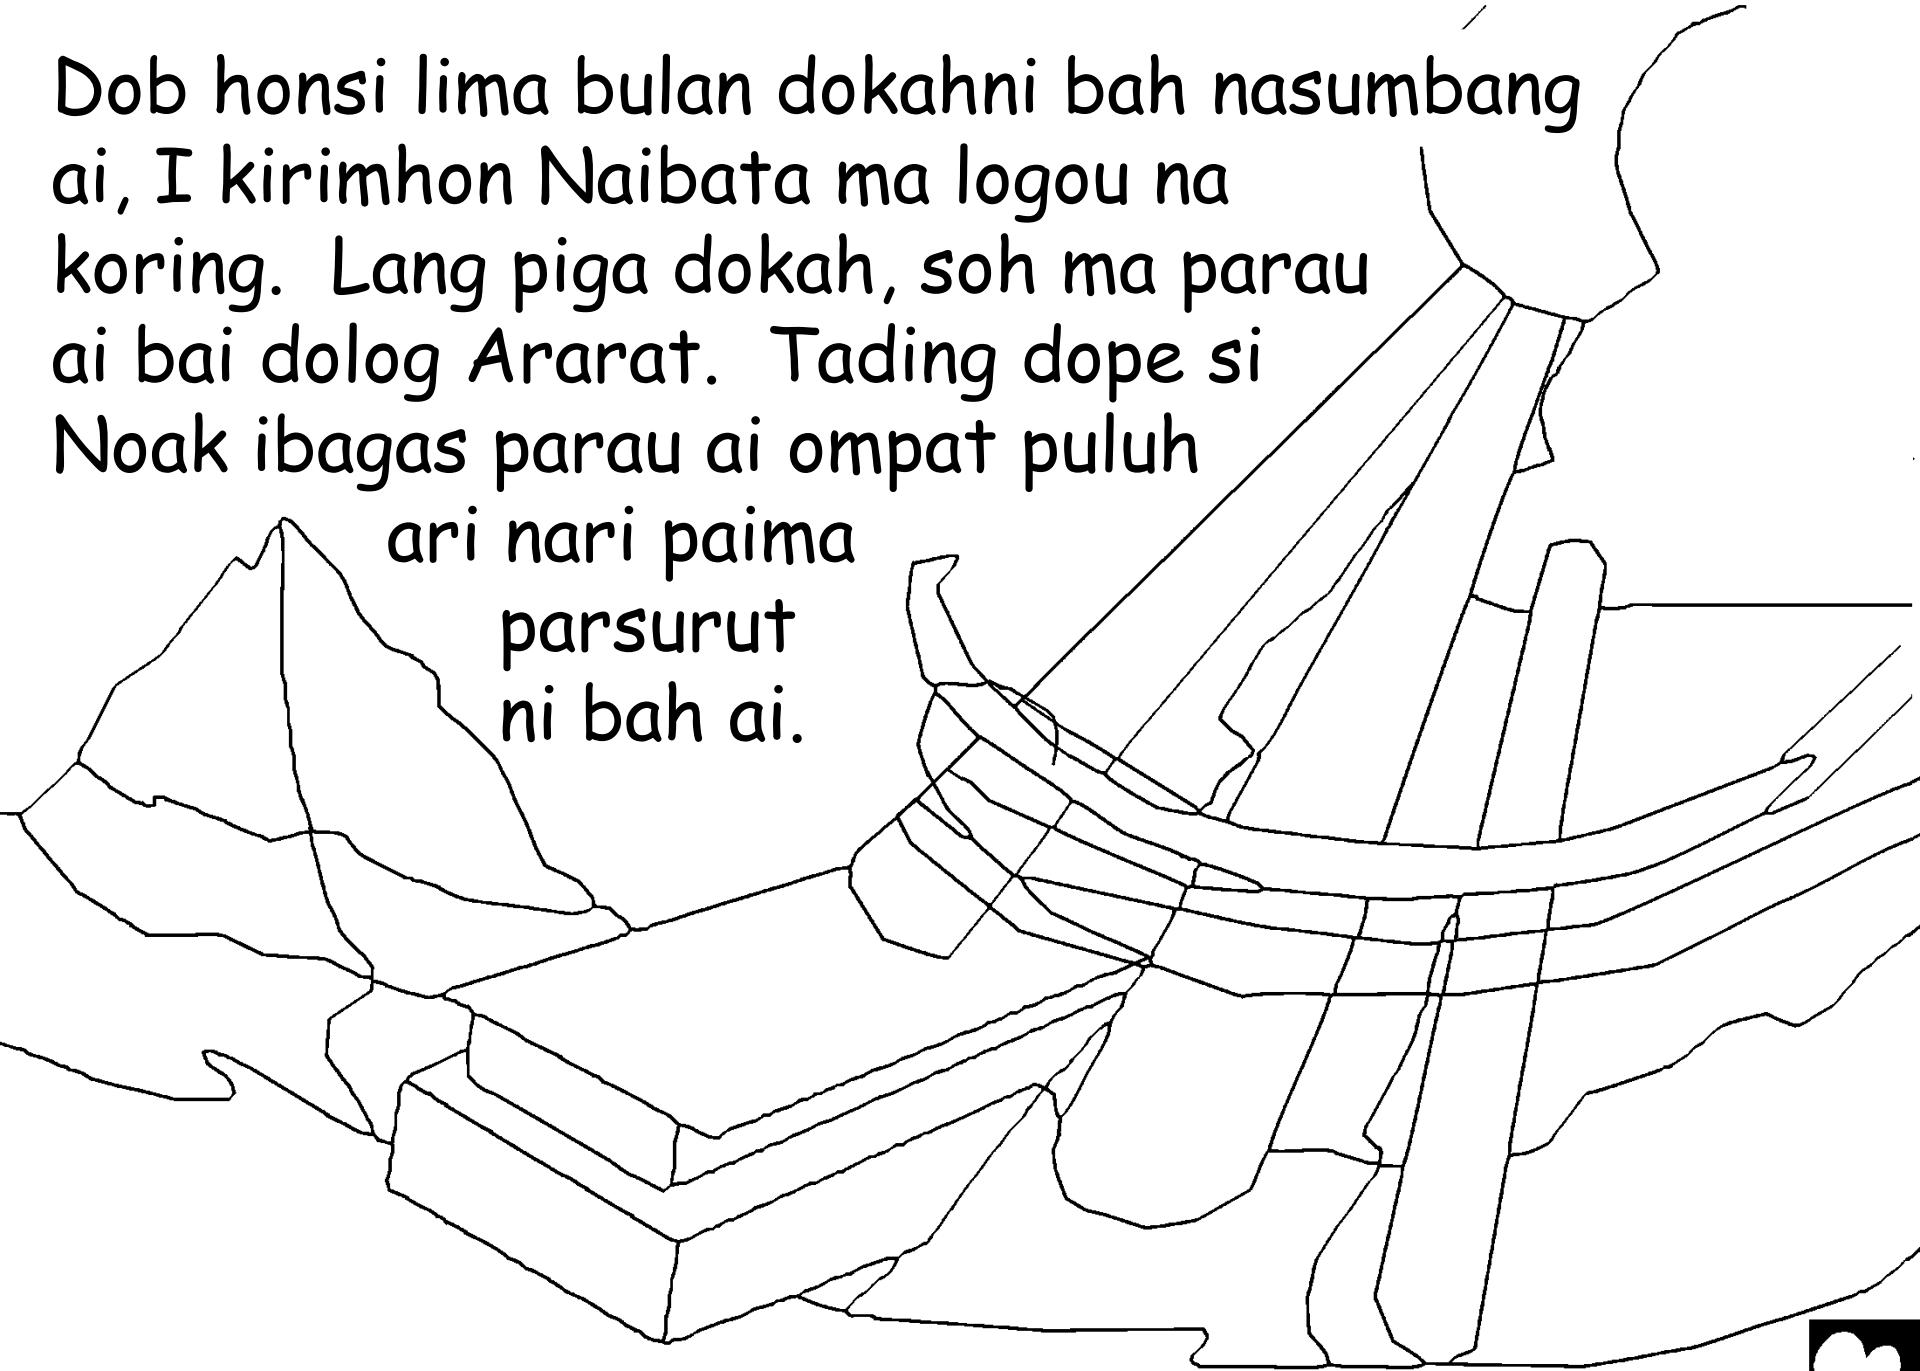 Dob honsi lima bulan dokahni bah nasumbang
ai, I kirimhon Naibata ma logou na
koring.  Lang piga dokah, soh ma parau
ai bai dolog Ararat.  Tading dope si
Noak ibagas parau ai ompat puluh
ari nari paima
parsurut
ni bah ai.